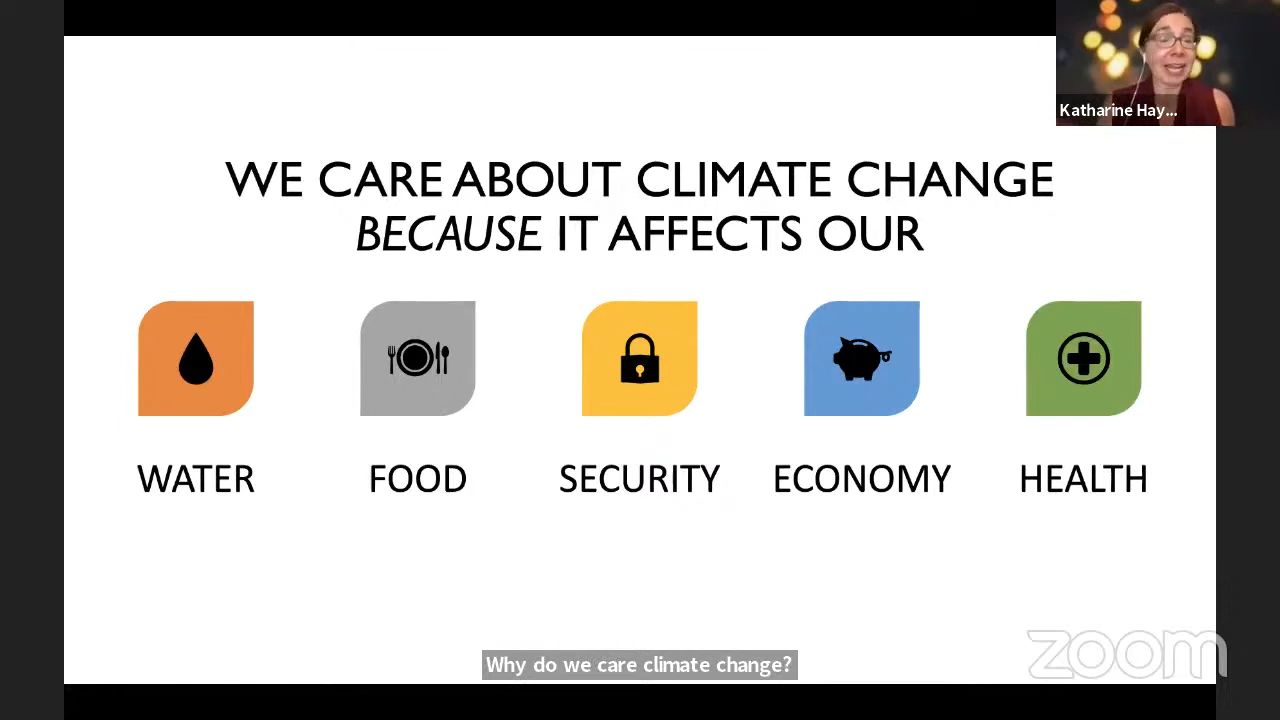 Katharine Hay...
WE CARE ABOUT CLIMATE CHANGE
BECAUSE IT AFFECTS OUR
WATER
FOOD
SECURITY
ECONOMY
HEALTH
zoom
Why do we care climate change?